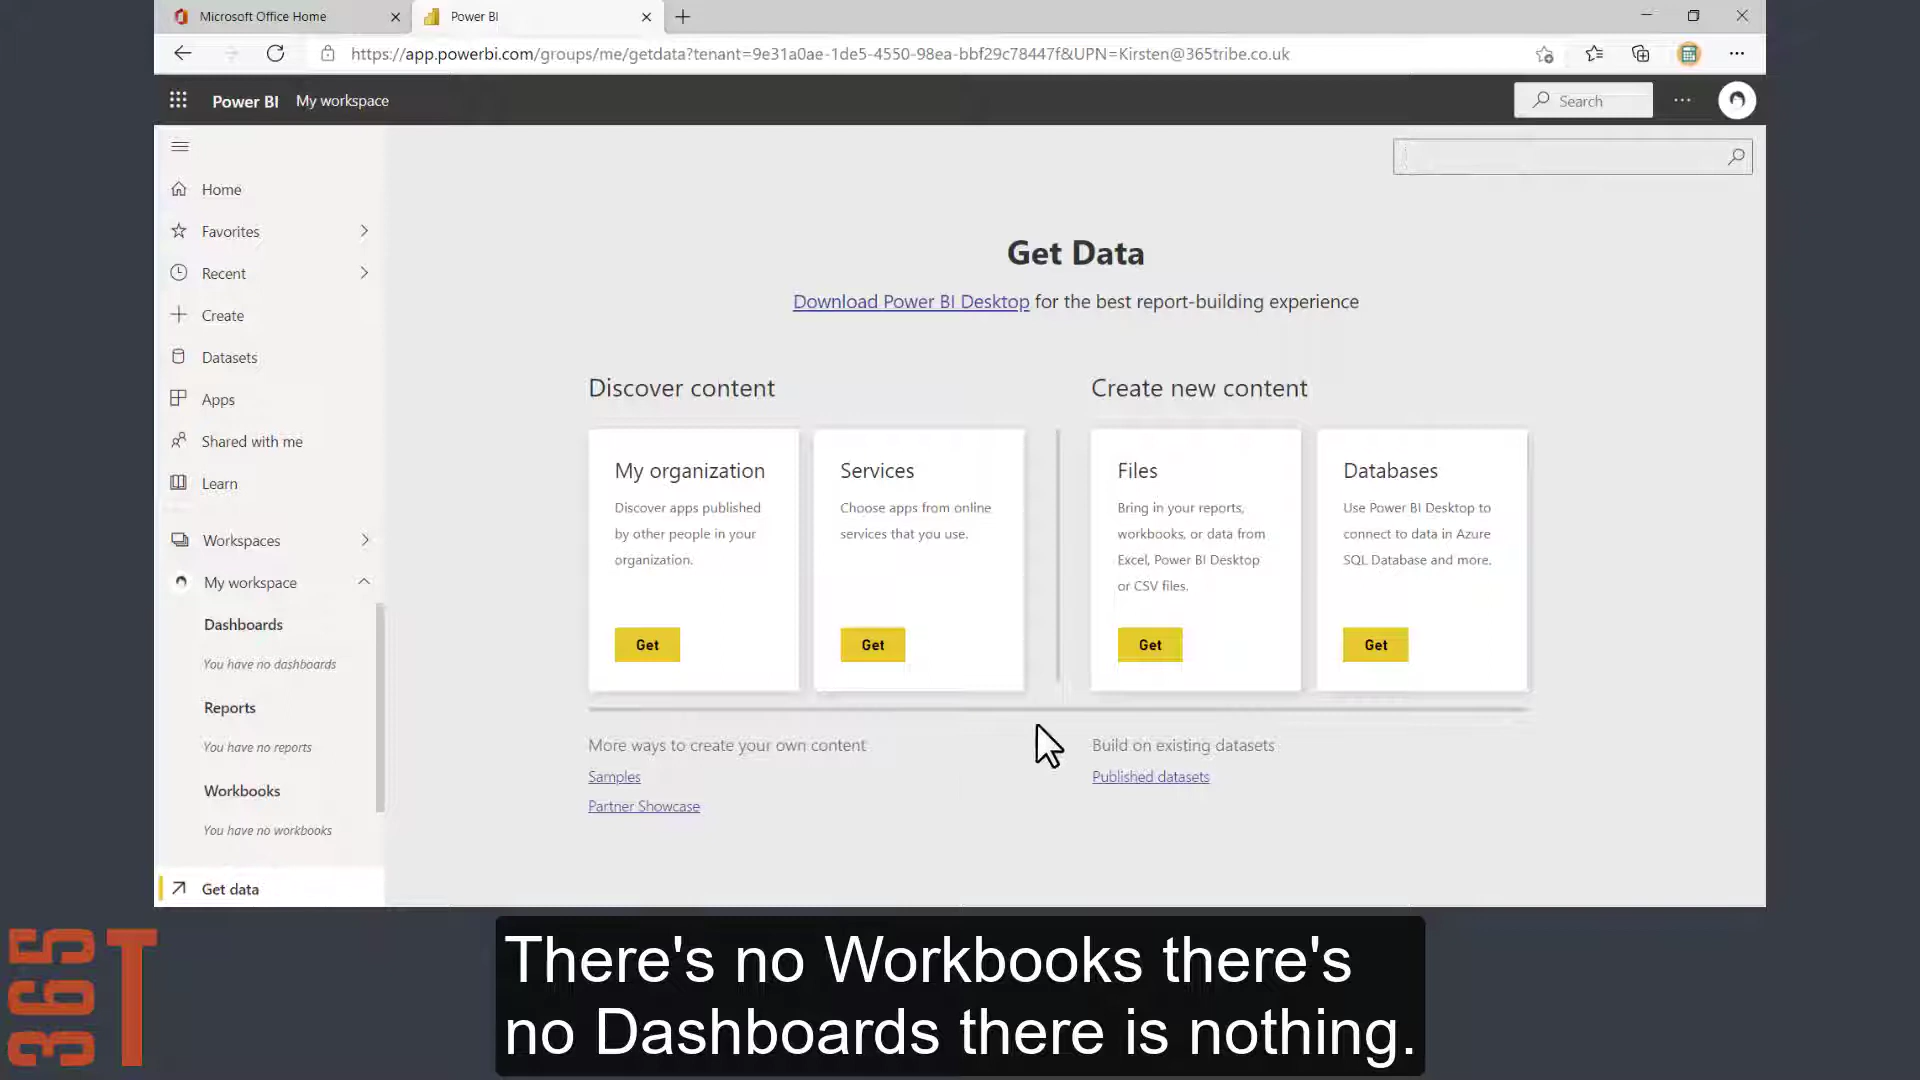 Microsoft Office Home
Power BI
https://app.powerbi.com/groups/me/getdata?tenant=9e31a0ae-1de5-4550-98ea-bbf29c78447f&UPN=Kirsten@365tribe.co.uk
Power BI My workspace
Search
Home
Favorites
Recent
Create
Datasets
Apps
Shared with me
Learn
Workspaces
My workspace
Dashboards
You have no dashboards
Reports
You have no reports
Workbooks
You have no workbooks
Get data
Get Data
Download Power BI Desktop for the best report-building experience
Discover content
My organization
Discover apps published
by other people in your
organization.
Get
Services
Choose apps from online
services that you use.
Get
Create new content
Files
Bring in your reports,
workbooks, or data from
Excel, Power BI Desktop
or CSV files.
Get
Databases
Use Power BI Desktop to
connect to data in Azure
SQL Database and more.
Get
More ways to create your own content
Samples
Partner Showcase
Build on existing datasets
Published datasets
365T
There's no Workbooks there's
no Dashboards there is nothing.